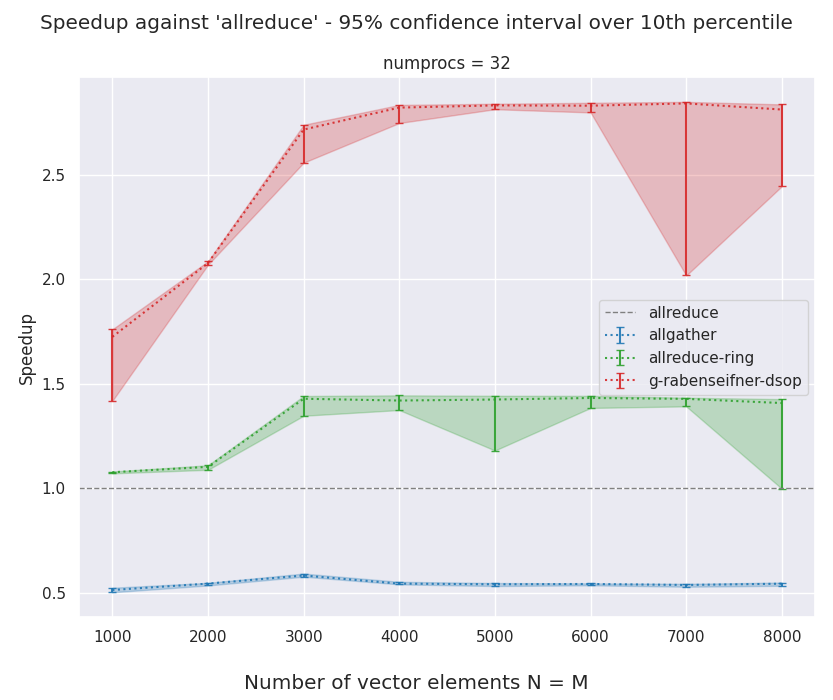 Speedup against 'allreduce' - 95% confidence interval over 10th percentile
numprocs = 32
Speedup
2.5
2.0
1.5
1.0
0.5
allreduce
allgather
allreduce-ring
g-rabenseifner-dsop
1000 2000 3000 4000 5000 6000 7000 8000
Number of vector elements N = M